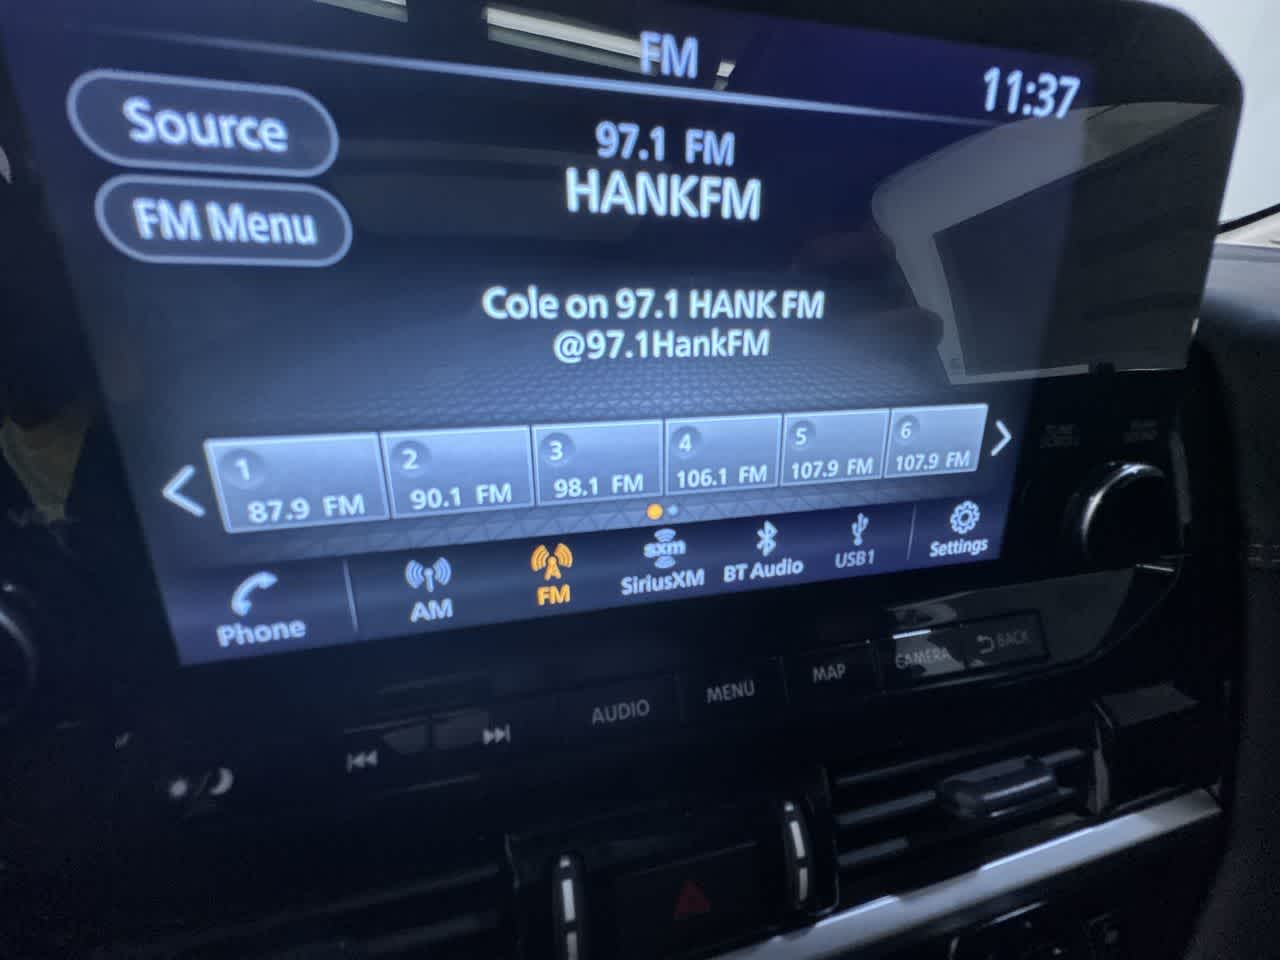 FM
11:37
Source
97.1 FM
HANKFM
FM Menu
Cole on 97.1 HANK FM
@97.1HankFM
1
87.9 FM
2
90.1 FM
3
98.1 FM
4
106.1 FM
5
107.9 FM
6
107.9 FM
Phone
AM
FM
sxm
SiriusXM
BT Audio
USB1
Settings
AUDIO
MENU
MAP
CAMERA
BACK